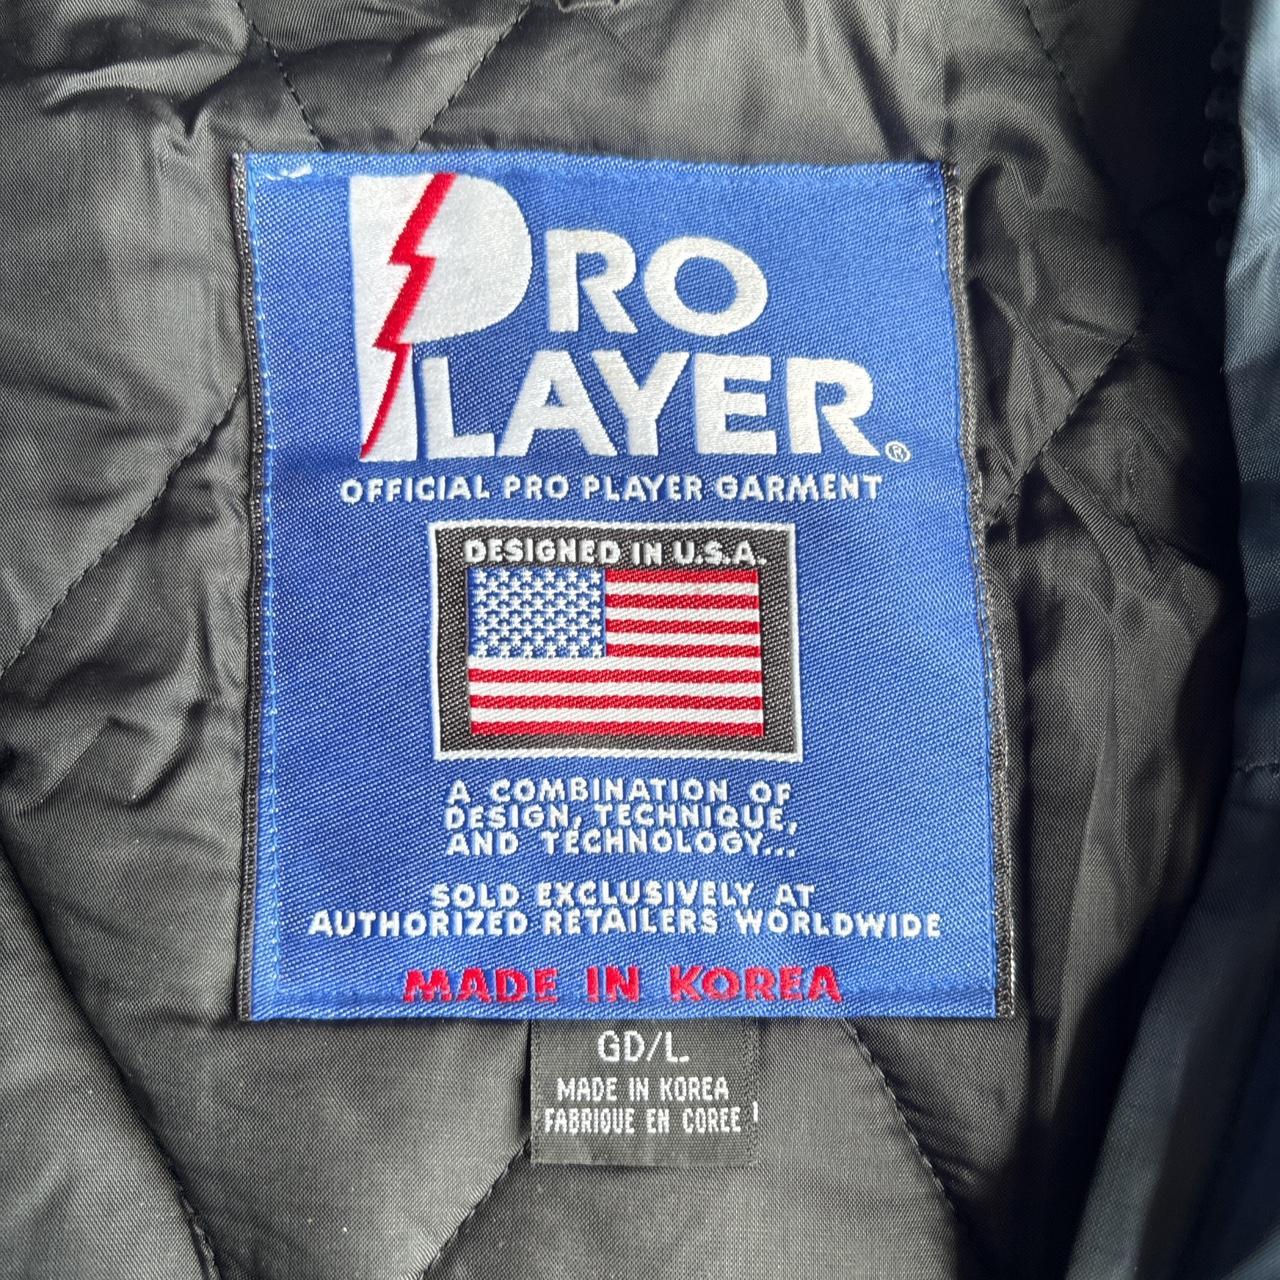 PRO
PLAYER®
OFFICIAL PRO PLAYER GARMENT
DESIGNED IN U.S.A.
A COMBINATION OF
DESIGN, TECHNIQUE,
AND TECHNOLOGY...
SOLD EXCLUSIVELY AT
AUTHORIZED RETAILERS WORLDWIDE
MADE IN KOREA
GD/L.
MADE IN KOREA
FABRIQUE EN COREE 1